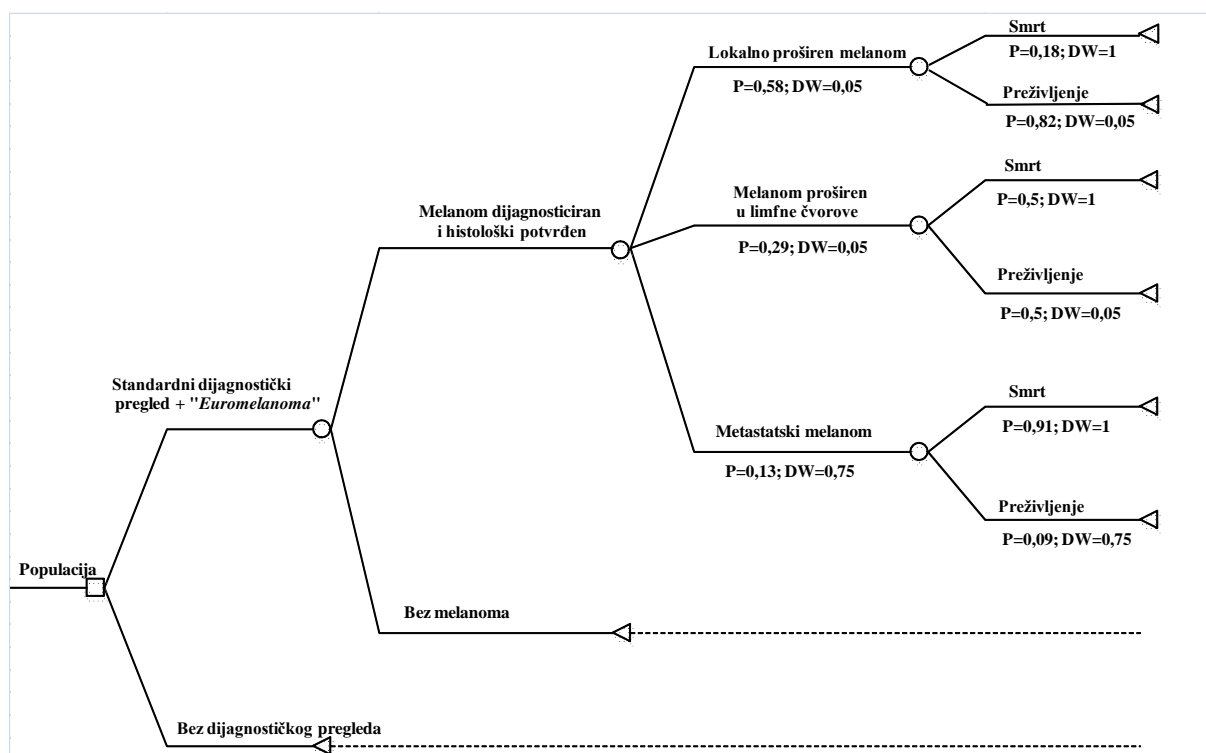 Smrt
P=0,18; DW=1
Lokalno proširen melanom
P=0,58; DW=0,05
Preživljenje
P=0,82; DW=0,05
Smrt
P=0,5; DW=1
Melanom proširen
u limfne čvorove
P=0,29; DW=0,05
Preživljenje
P=0,5; DW=0,05
Melanom dijagnosticiran
i histološki potvrđen
Standardni dijagnostički
pregled + "Euromelanoma"
Smrt
P=0,91; DW=1
Metastatski melanom
P=0,13; DW=0,75
Preživljenje
P=0,09; DW=0,75
Populacija
Bez melanoma
Bez dijagnostičkog pregleda